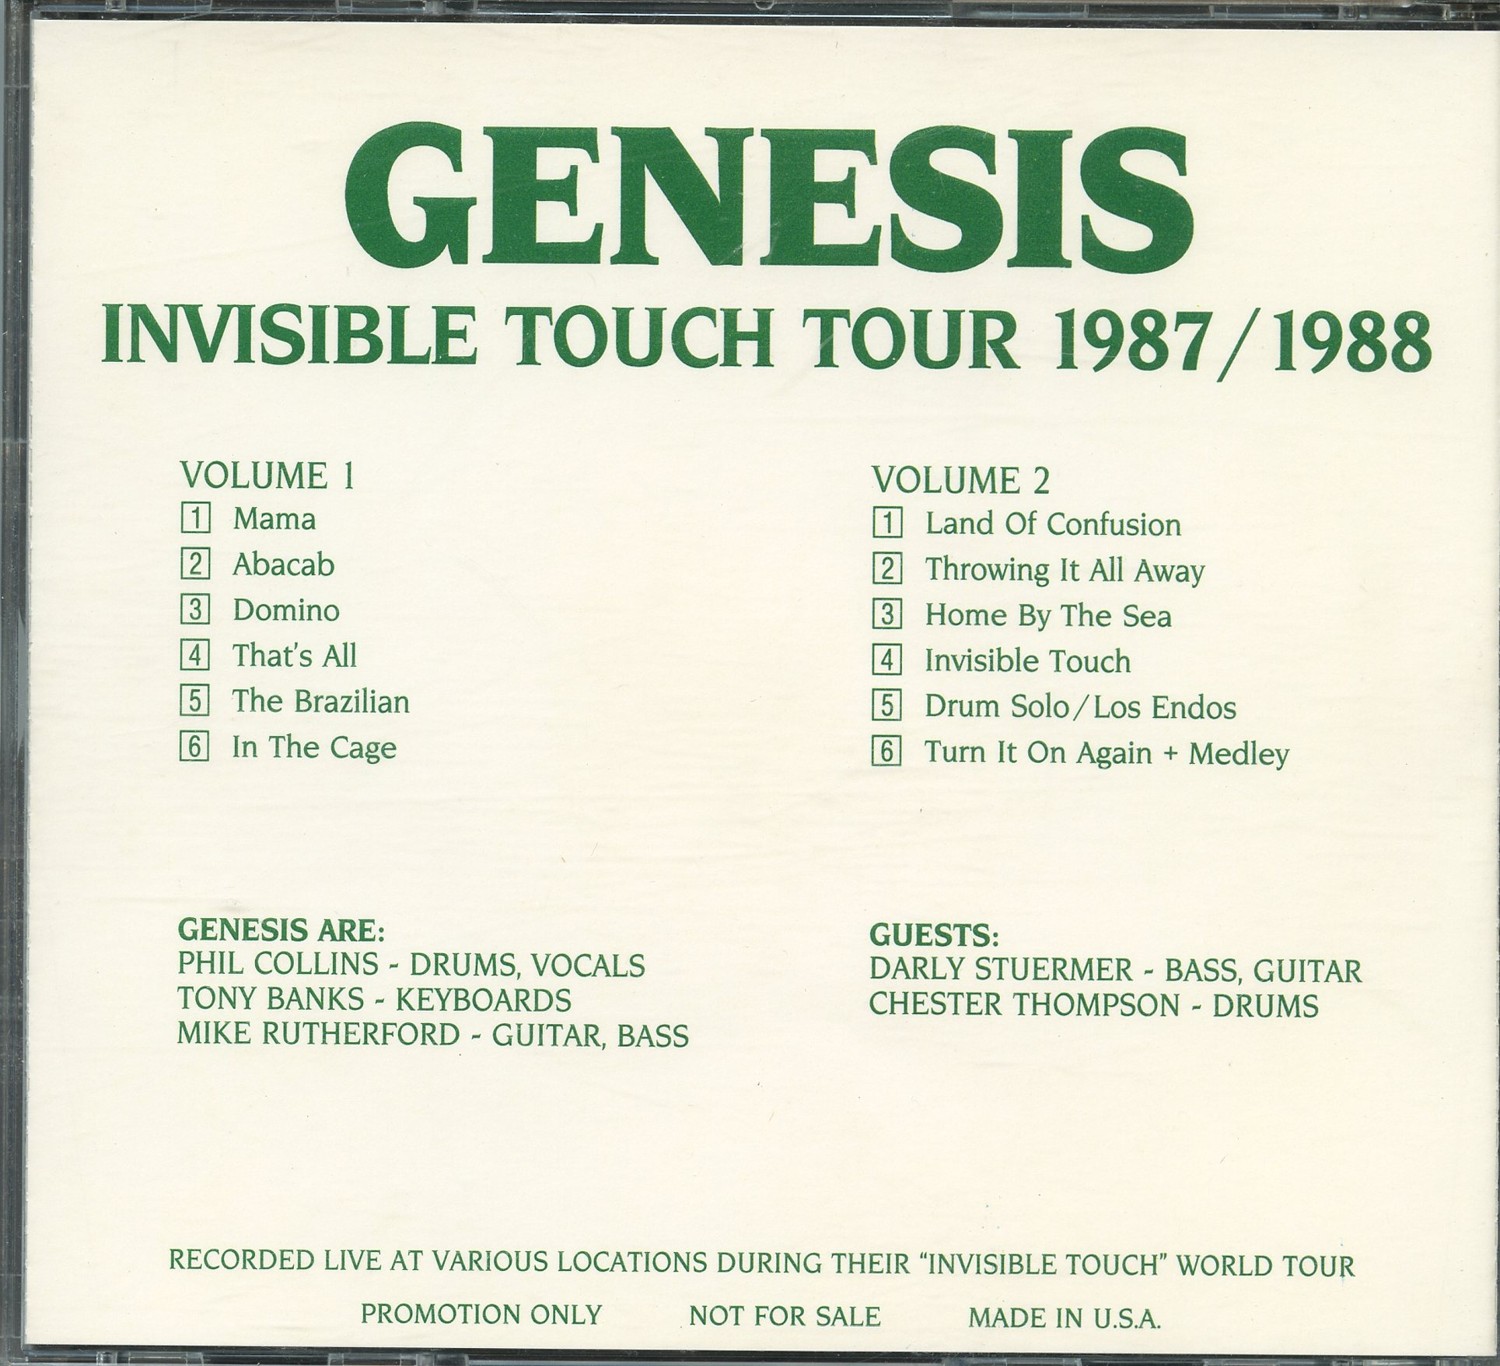 GENESIS
INVISIBLE TOUCH TOUR 1987/1988
VOLUME 1
1 Mama
2 Abacab
3 Domino
4 That's All
5 The Brazilian
6 In The Cage
VOLUME 2
1 Land Of Confusion
2 Throwing It All Away
3 Home By The Sea
4 Invisible Touch
5 Drum Solo/Los Endos
6 Turn It On Again + Medley
GENESIS ARE:
PHIL COLLINS - DRUMS, VOCALS
TONY BANKS - KEYBOARDS
MIKE RUTHERFORD - GUITAR, BASS
GUESTS:
DARLY STUERMER - BASS, GUITAR
CHESTER THOMPSON - DRUMS
RECORDED LIVE AT VARIOUS LOCATIONS DURING THEIR "INVISIBLE TOUCH" WORLD TOUR
PROMOTION ONLY NOT FOR SALE MADE IN U.S.A.